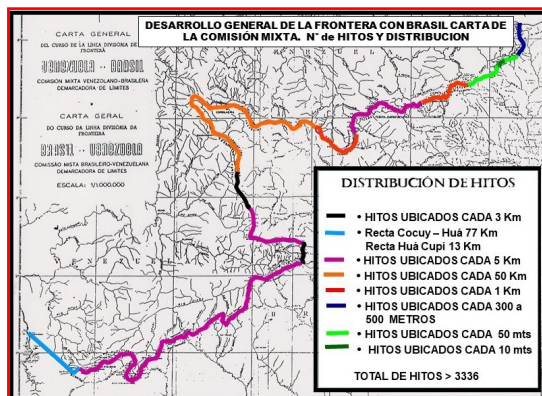 DESARROLLO GENERAL DE LA FRONTERA CON BRASIL CARTA DE
LA COMISIÓN MIXTA. N° de HITOS Y DISTRIBUCION
CARTA GENERAL
DEL CURSO DE LA LINEA DIVISORIA DE
FRONTERA
VENEZUELA - BRASIL
COMISION MIXTA VENEZOLANO-BRASILEÑA
DEMARCADORA DE LIMITES
CARTA GERAL
DO CURSO DA LINHA DIVISORIA DA
FRONTEIRA
BRASIL - VENEZUELA
COMISSÃO MISTA BRASILEIRO-VENEZUELANA
DEMARCADORA DE LIMITES
ESCALA: 1/1.000.000
DISTRIBUCIÓN DE HITOS
• HITOS UBICADOS CADA 3 Km
• Recta Cocuy – Huá 77 Km
Recta Huá Cupí 13 Km
• HITOS UBICADOS CADA 5 Km
• HITOS UBICADOS CADA 50 Km
• HITOS UBICADOS CADA 1 Km
• HITOS UBICADOS CADA 300 a
500 METROS
• HITOS UBICADOS CADA 50 mts
• HITOS UBICADOS CADA 10 mts
TOTAL DE HITOS > 3336